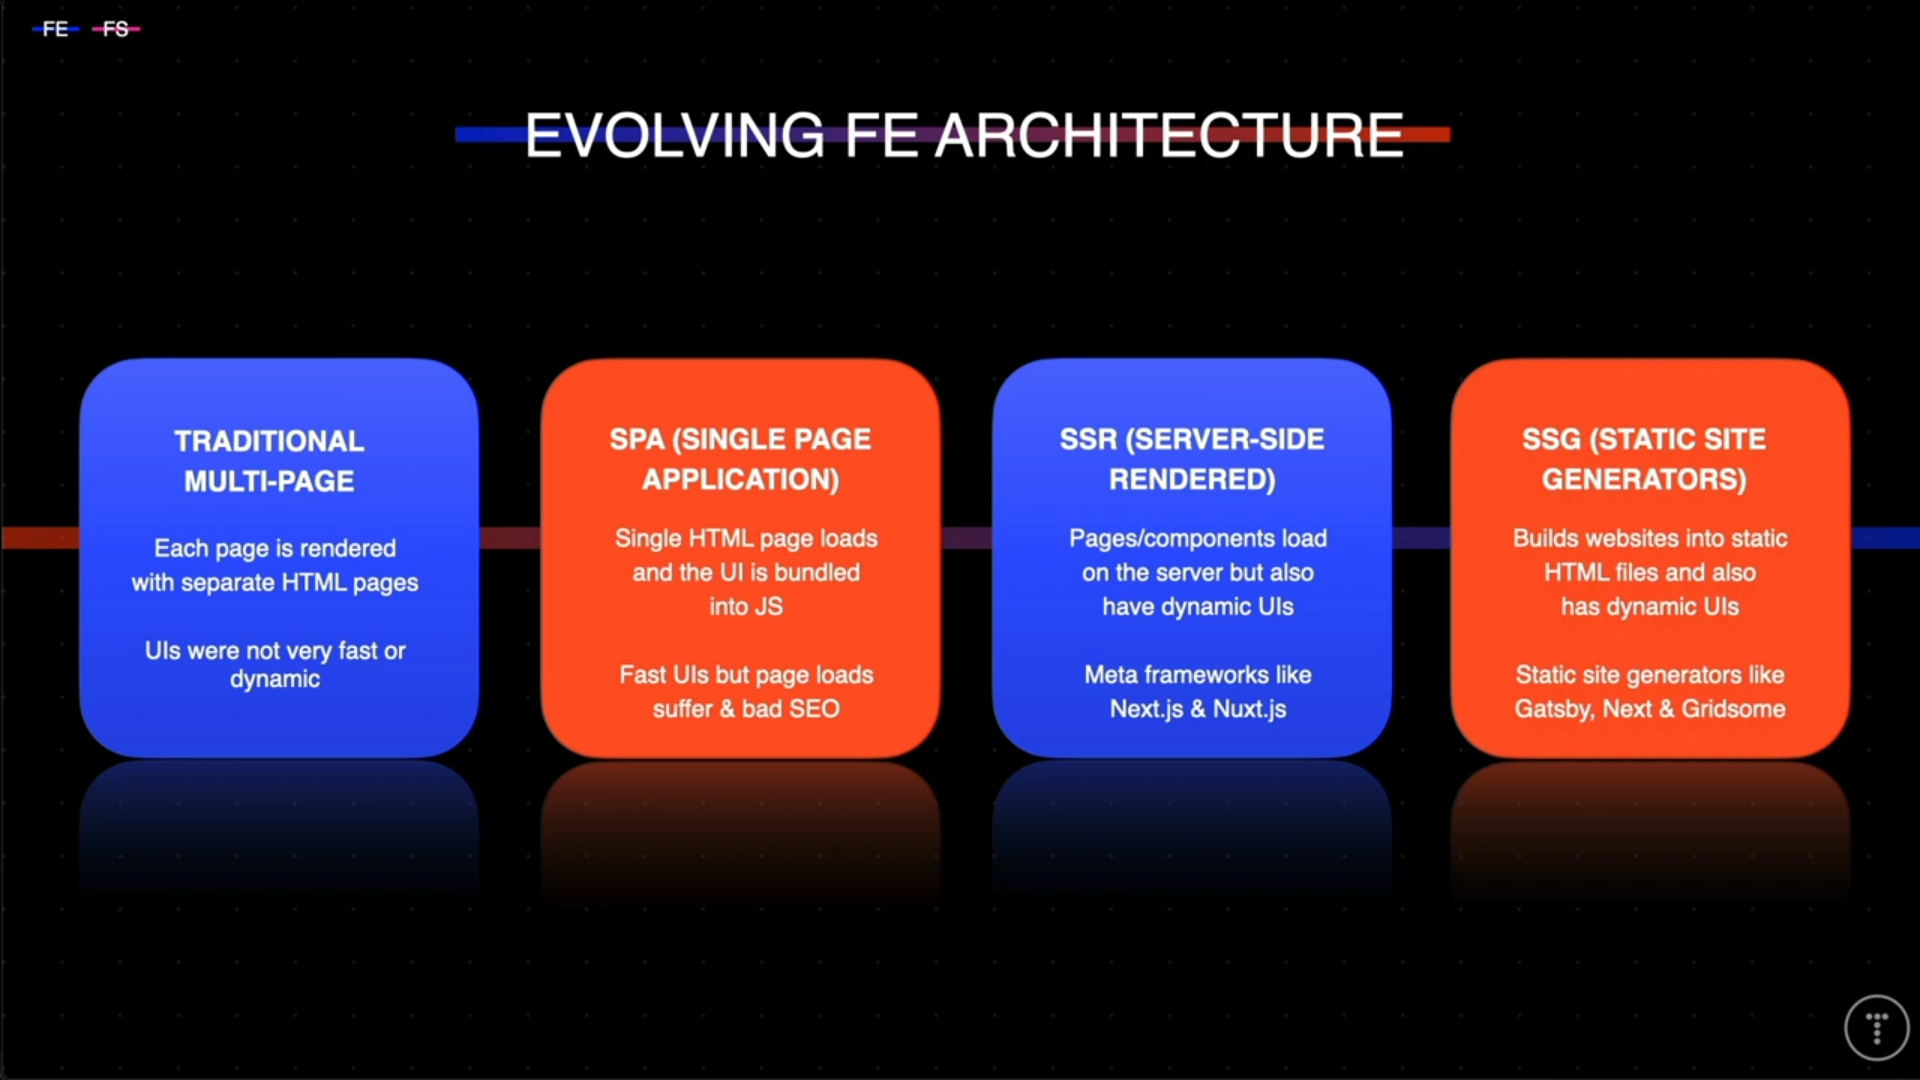 FE FS
EVOLVING FE ARCHITECTURE
TRADITIONAL
MULTI-PAGE
Each page is rendered
with separate HTML pages
UIs were not very fast or
dynamic
SPA (SINGLE PAGE
APPLICATION)
Single HTML page loads
and the UI is bundled
into JS
Fast UIs but page loads
suffer & bad SEO
SSR (SERVER-SIDE
RENDERED)
Pages/components load
on the server but also
have dynamic UIs
Meta frameworks like
Next.js & Nuxt.js
SSG (STATIC SITE
GENERATORS)
Builds websites into static
HTML files and also
has dynamic UIs
Static site generators like
Gatsby, Next & Gridsome
T